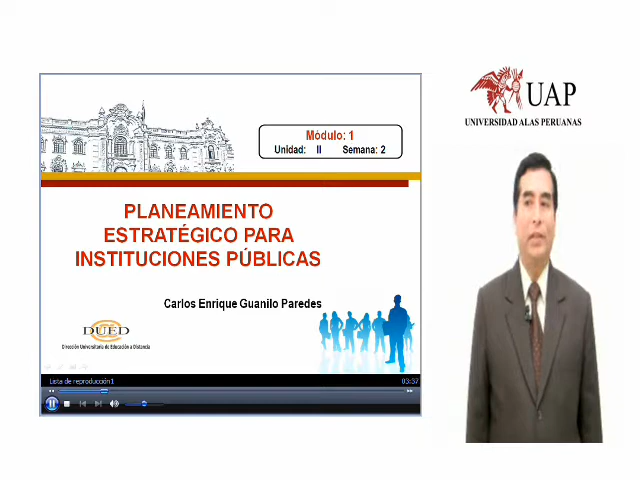 Módulo: 1
Unidad: II Semana: 2
PLANEAMIENTO
ESTRATÉGICO PARA
INSTITUCIONES PÚBLICAS
Carlos Enrique Guanilo Paredes
DUED
Dirección Universitaria de Educación a Distancia
Lista de reproducción1
03:37
UAP
UNIVERSIDAD ALAS PERUANAS